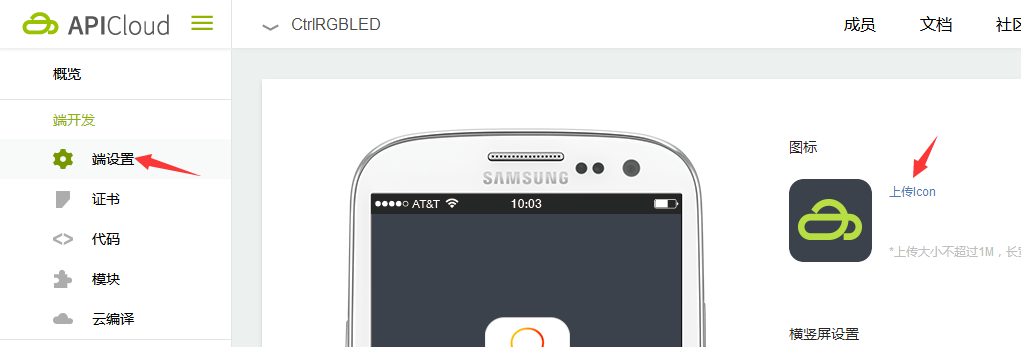 APICloud
CtrlRGBLED
成员
文档
社区
概览
端开发
端设置
证书
代码
模块
云编译
SAMSUNG
AT&T
10:03
图标
上传Icon
*上传大小不超过1M，长宽
横竖屏设置